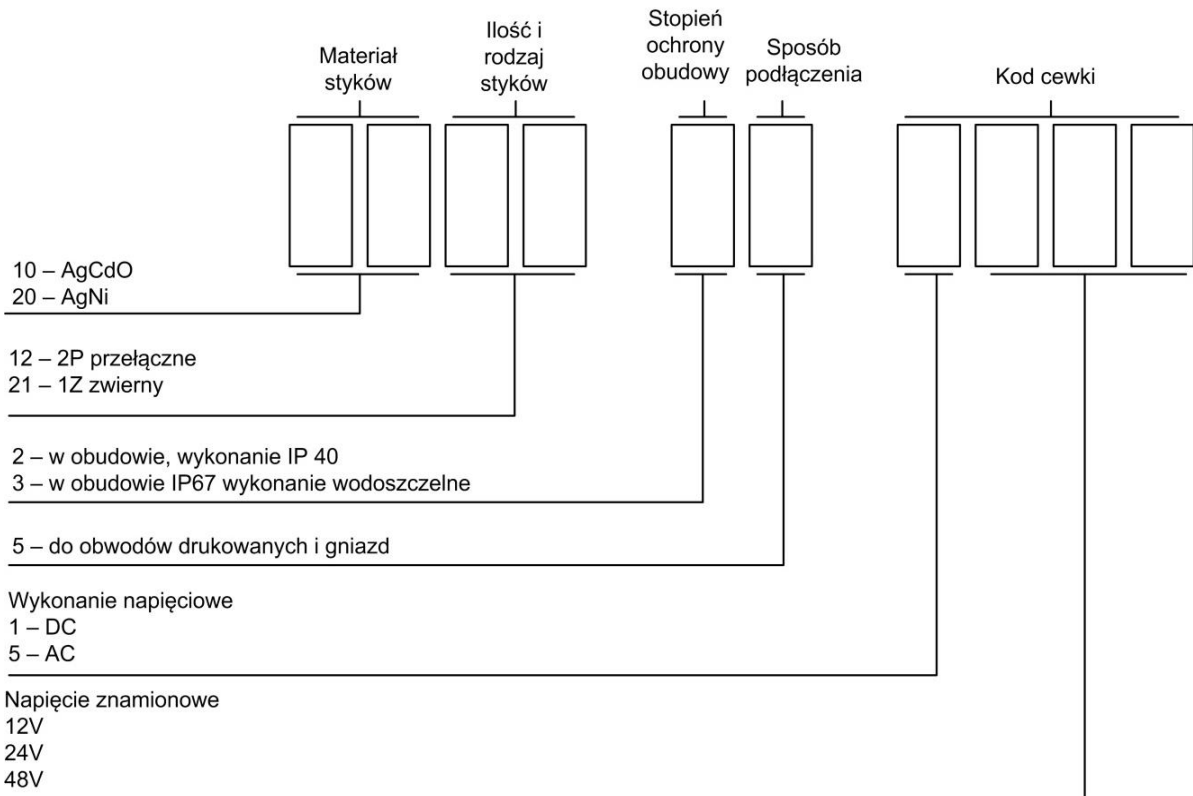 Materiał
styków
Ilość i
rodzaj
styków
Stopień
ochrony
obudowy
Sposób
podłączenia
Kod cewki
10 – AgCdO
20 – AgNi
12 – 2P przełączne
21 – 1Z zwierny
2 – w obudowie, wykonanie IP 40
3 – w obudowie IP67 wykonanie wodoszczelne
5 – do obwodów drukowanych i gniazd
Wykonanie napięciowe
1 – DC
5 – AC
Napięcie znamionowe
12V
24V
48V